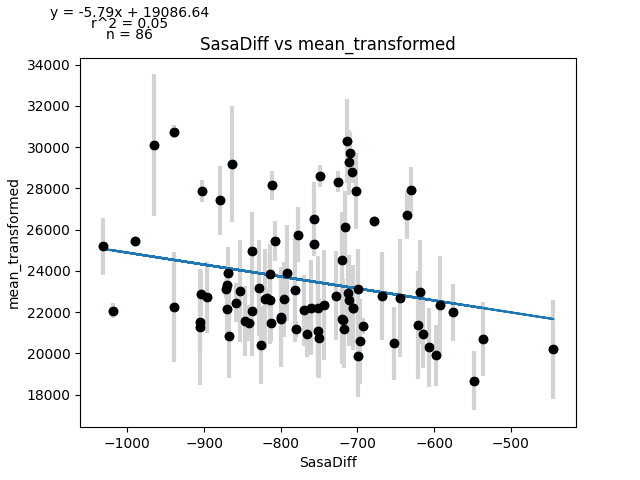 y = -5.79x + 19086.64
r^2 = 0.05
n = 86
SasaDiff vs mean_transformed
34000
32000
30000
28000
26000
24000
22000
20000
18000
mean_transformed
−1000
−900
−800
−700
−600
−500
SasaDiff